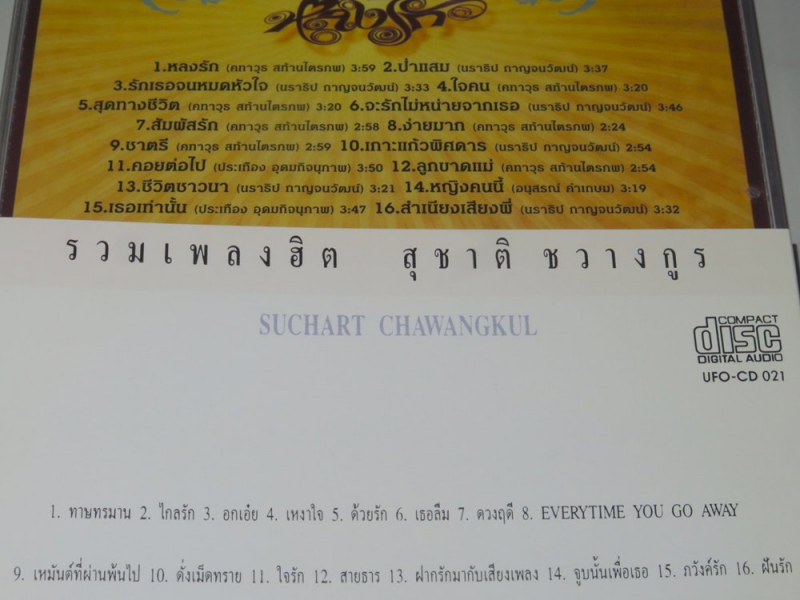 1.หลงรัก (คฑาวุธ สท้านไตรภพ) 3:59 2.ป่าแสม (นราธิป กาญจนวัฒน์) 3:37
3.รักเธอจนหมดหัวใจ (นราธิป กาญจนวัฒน์) 3:33 4.ใจคน (คฑาวุธ สท้านไตรภพ) 3:20
5.สุดทางชีวิต (คฑาวุธ สท้านไตรภพ) 3:20 6.จะรักไม่หน่ายจากเธอ (นราธิป กาญจนวัฒน์) 3:46
7.สัมผัสรัก (คฑาวุธ สท้านไตรภพ) 2:58 8.ง่ายมาก (คฑาวุธ สท้านไตรภพ) 2:24
9.ชาตรี (คฑาวุธ สท้านไตรภพ) 2:59 10.เกาะแก้วพิศดาร (นราธิป กาญจนวัฒน์) 2:54
11.คอยต่อไป (ประเทือง อุดมกิจนุภาพ) 3:50 12.ลูกขาดแม่ (คฑาวุธ สท้านไตรภพ) 2:54
13.ชีวิตชาวนา (นราธิป กาญจนวัฒน์) 3:21 14.หญิงคนนี้ (อนุสรณ์ คำเกษม) 3:19
15.เธอเท่านั้น (ประเทือง อุดมกิจนุภาพ) 3:47 16.สำเนียงเสียงพี่ (นราธิป กาญจนวัฒน์) 3:32
รวมเพลงฮิต สุชาติ ชวางกูร
SUCHART CHAWANGKUL
COMPACT
disc
DIGITAL AUDIO
UFO-CD 021
1. ทาษทรมาน 2. ไกลรัก 3. อกเอ๋ย 4. เหงาใจ 5. ด้วยรัก 6. เธอลืม 7. ดวงฤดี 8. EVERYTIME YOU GO AWAY
9. เหมันต์ที่ผ่านพ้นไป 10. ดั่งเม็ดทราย 11. ใจรัก 12. สายธาร 13. ฝากรักมากับเสียงเพลง 14. จูบนั้นเพื่อเธอ 15. ภวังค์รัก 16. ฝันรัก